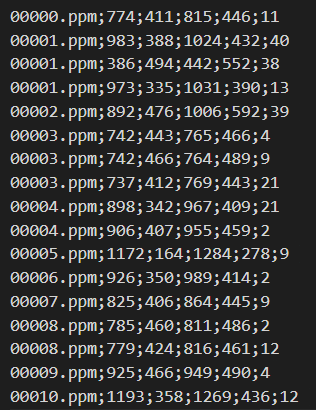 00000.ppm;774;411;815;446;11
00001.ppm;983;388;1024;432;40
00001.ppm;386;494;442;552;38
00001.ppm;973;335;1031;390;13
00002.ppm;892;476;1006;592;39
00003.ppm;742;443;765;466;4
00003.ppm;742;466;764;489;9
00003.ppm;737;412;769;443;21
00004.ppm;898;342;967;409;21
00004.ppm;906;407;955;459;2
00005.ppm;1172;164;1284;278;9
00006.ppm;926;350;989;414;2
00007.ppm;825;406;864;445;9
00008.ppm;785;460;811;486;2
00008.ppm;779;424;816;461;12
00009.ppm;925;466;949;490;4
00010.ppm;1193;358;1269;436;12